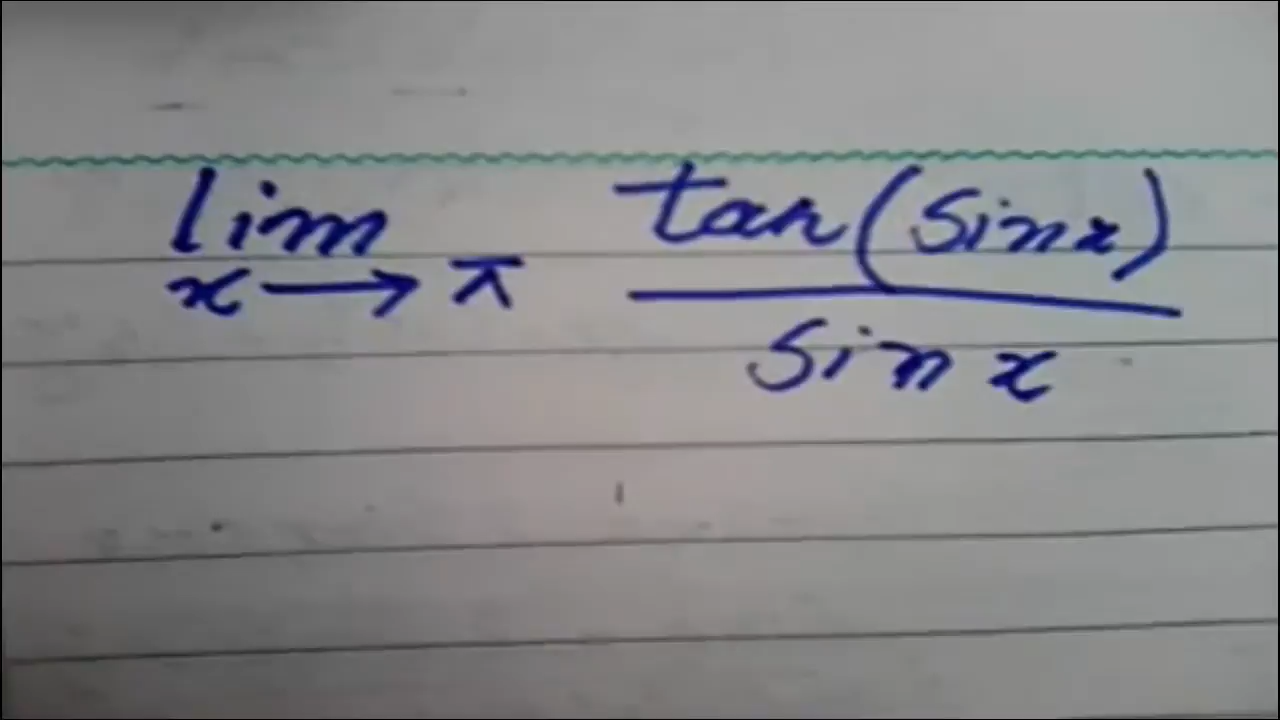 lim x→π tan(sinx)/sin x